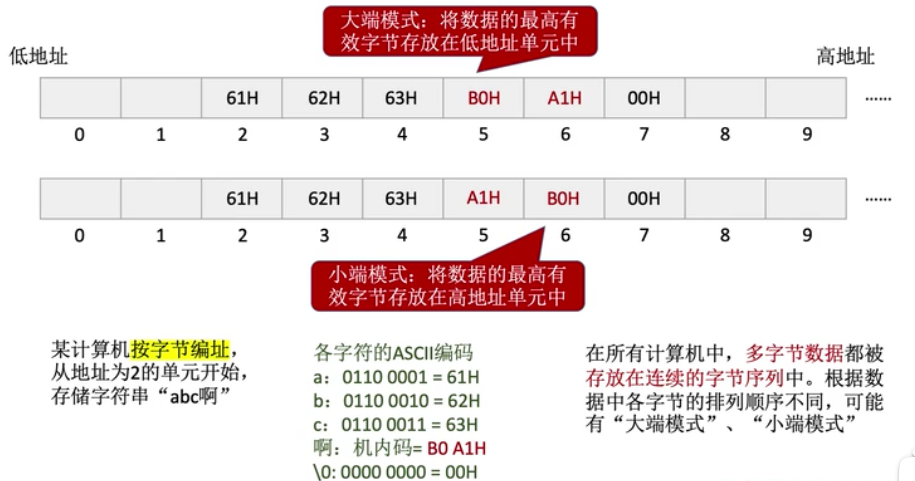 大端模式：将数据的最高有
效字节存放在低地址单元中
低地址
高地址
61H 62H 63H B0H A1H 00H ……
0 1 2 3 4 5 6 7 8 9
61H 62H 63H A1H B0H 00H ……
0 1 2 3 4 5 6 7 8 9
小端模式：将数据的最高有
效字节存放在高地址单元中
某计算机按字节编址，
从地址为2的单元开始，
存储字符串“abc啊”
各字符的ASCII编码
a：0110 0001 = 61H
b：0110 0010 = 62H
c：0110 0011 = 63H
啊：机内码= B0 A1H
\0: 0000 0000 = 00H
在所有计算机中，多字节数据都被
存放在连续的字节序列中。根据数
据中各字节的排列顺序不同，可能
有“大端模式”、“小端模式”